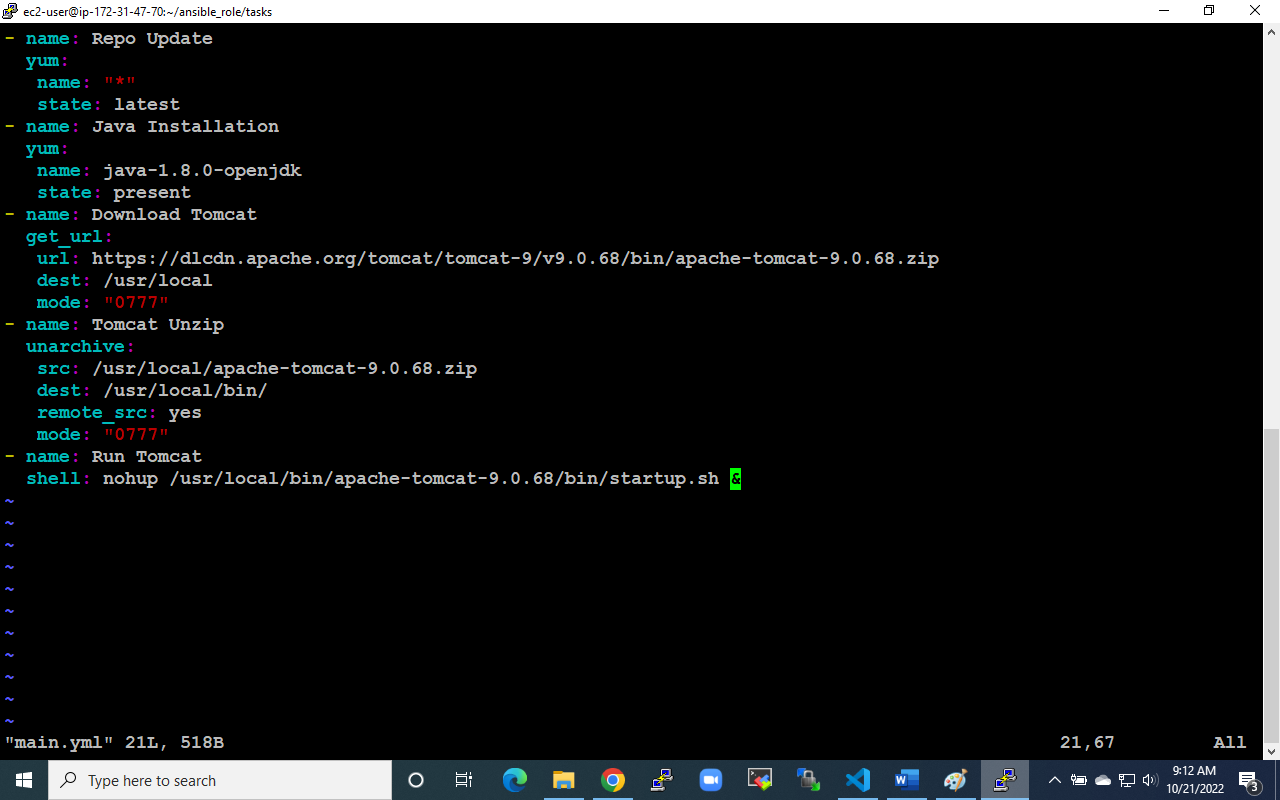 ec2-user@ip-172-31-47-70:~/ansible_role/tasks
- name: Repo Update
  yum:
   name: "*"
   state: latest
- name: Java Installation
  yum:
   name: java-1.8.0-openjdk
   state: present
- name: Download Tomcat
  get_url:
   url: https://dlcdn.apache.org/tomcat/tomcat-9/v9.0.68/bin/apache-tomcat-9.0.68.zip
   dest: /usr/local
   mode: "0777"
- name: Tomcat Unzip
  unarchive:
   src: /usr/local/apache-tomcat-9.0.68.zip
   dest: /usr/local/bin/
   remote_src: yes
   mode: "0777"
- name: Run Tomcat
  shell: nohup /usr/local/bin/apache-tomcat-9.0.68/bin/startup.sh &
~
~
~
~
~
~
~
~
~
~
~
"main.yml" 21L, 518B 21,67 All
Type here to search
9:12 AM
10/21/2022
3